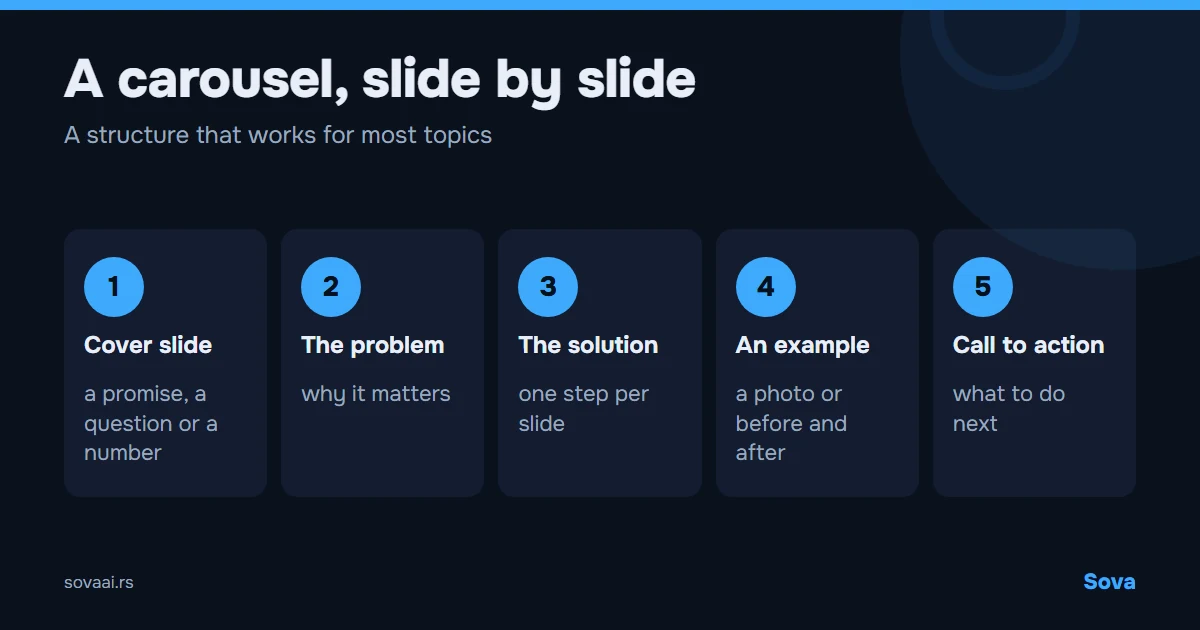 A carousel, slide by slide
A structure that works for most topics
1
Cover slide
a promise, a
question or a
number
2
The problem
why it matters
3
The solution
one step per
slide
4
An example
a photo or
before and
after
5
Call to action
what to do
next
sovaai.rs
Sova